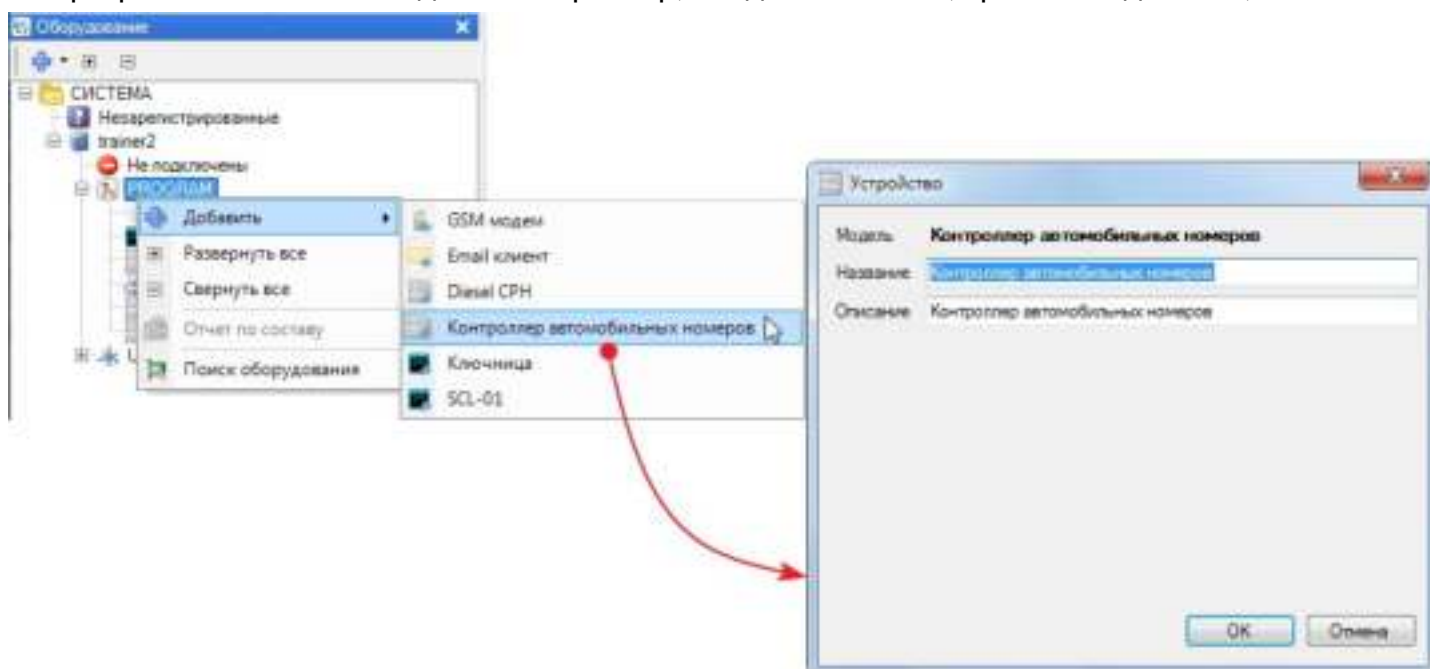 Оборудование
СИСТЕМА
Незарегистрированные
trainer2
Не подключены
PROGRAM
Добавить
Развернуть все
Свернуть все
Отчет по составу
Поиск оборудования
GSM модем
Email клиент
Diesel CPH
Контроллер автомобильных номеров
Ключница
SCL-01
Устройство
Модель Контроллер автомобильных номеров
Название Контроллер автомобильных номеров
Описание Контроллер автомобильных номеров
OK Отмена